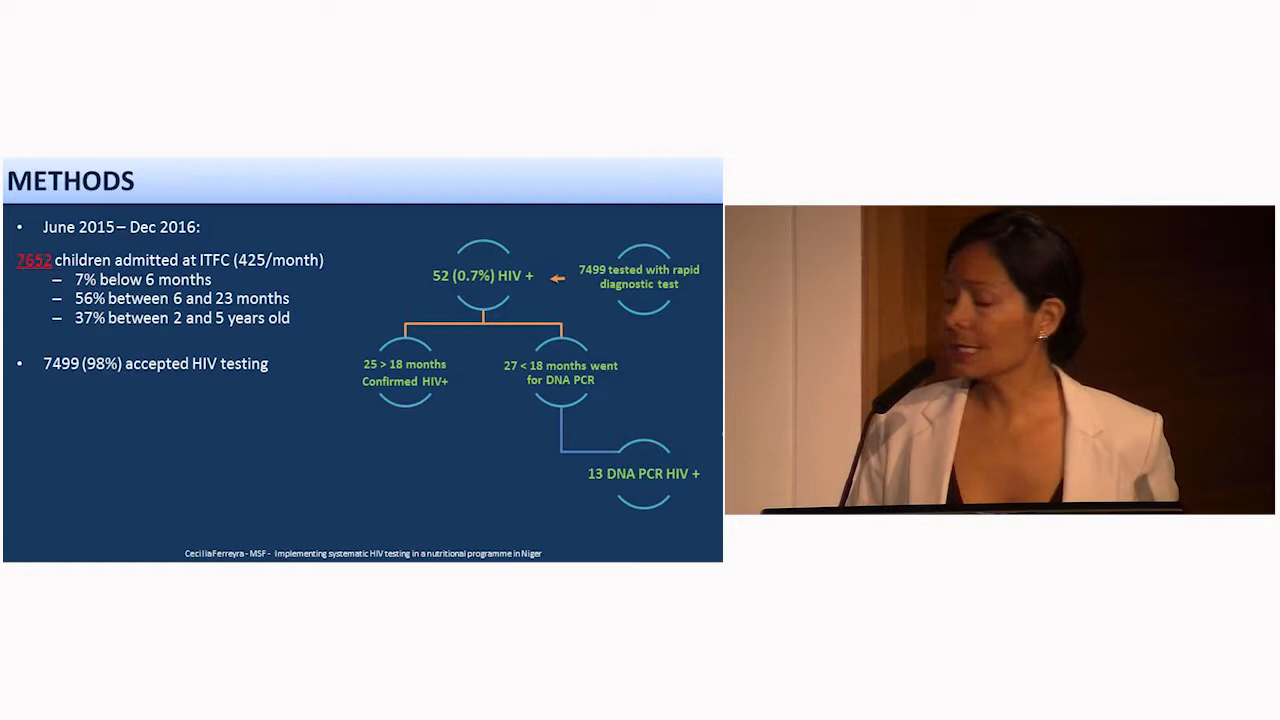 METHODS
• June 2015 – Dec 2016:
7652 children admitted at ITFC (425/month)
– 7% below 6 months
– 56% between 6 and 23 months
– 37% between 2 and 5 years old
• 7499 (98%) accepted HIV testing
52 (0.7%) HIV +
7499 tested with rapid
diagnostic test
25 > 18 months
Confirmed HIV+
27 < 18 months went
for DNA PCR
13 DNA PCR HIV +
Cecilia Ferreyra - MSF - Implementing systematic HIV testing in a nutritional programme in Niger